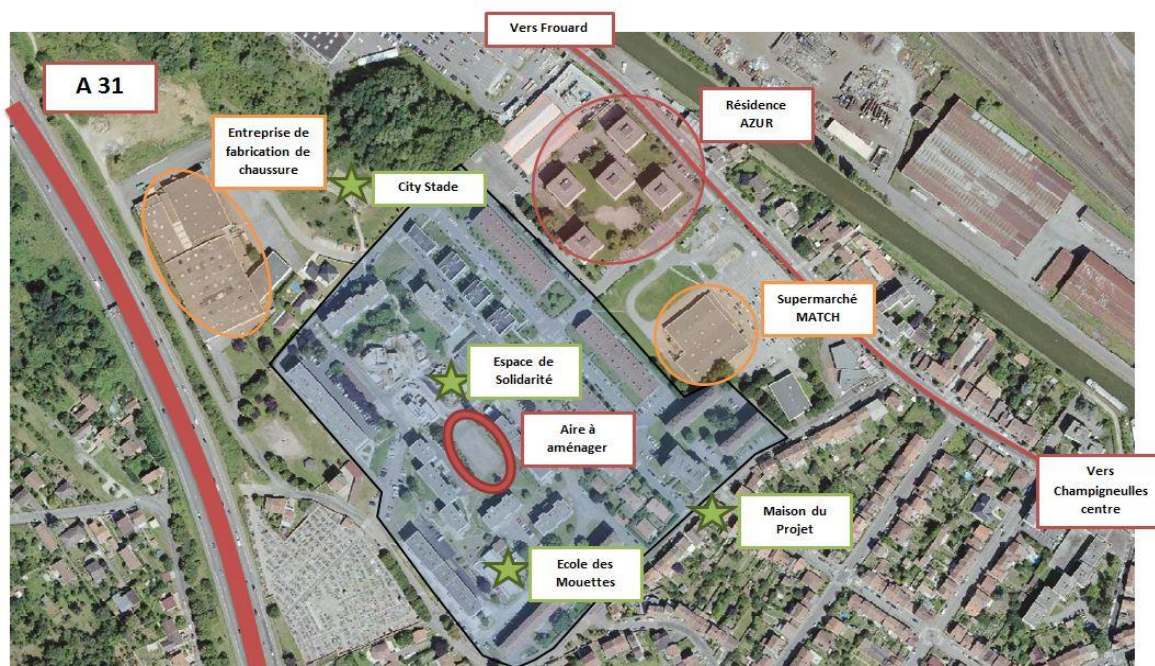 Vers Frouard
A 31
Résidence
AZUR
Entreprise de
fabrication de
chaussure
City Stade
Supermarché
MATCH
Espace de
Solidarité
Aire à
aménager
Vers
Champigneulles
centre
Maison du
Projet
Ecole des
Mouettes